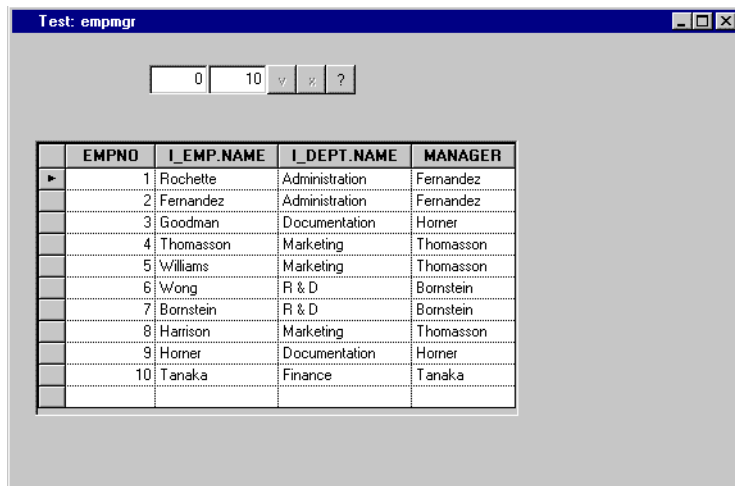 Test: empmgr
0 10 v x ?
EMPNO I_EMP.NAME I_DEPT.NAME MANAGER
1 Rochette Administration Fernandez
2 Fernandez Administration Fernandez
3 Goodman Documentation Horner
4 Thomasson Marketing Thomasson
5 Williams Marketing Thomasson
6 Wong R & D Bornstein
7 Bornstein R & D Bornstein
8 Harrison Marketing Thomasson
9 Horner Documentation Horner
10 Tanaka Finance Tanaka